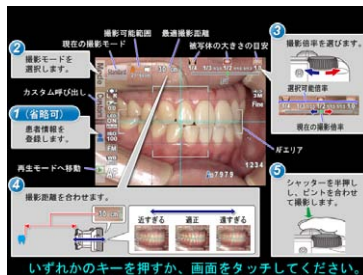 撮影可能範囲
最適撮影距離
現在の撮影モード
被写体の大きさの目安
2
撮影モードを
選択します。
カスタム呼び出し
1 (省略可)
患者情報を
登録します。
再生モードへ移動
Standard
Fine
AFエリア
1234
7979
3
撮影倍率を選びます。
選択可能倍率
現在の撮影倍率
4
撮影距離を合わせます。
近すぎる
適正
遠すぎる
5
シャッターを半押し
し、ピントを合わせ
て撮影します。
いずれかのキーを押すか、画面をタッチしてください